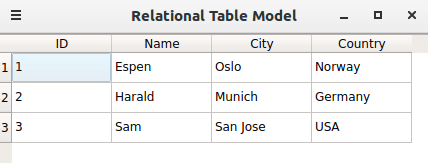 Relational Table Model
ID Name City Country
1 1 Espen Oslo Norway
2 2 Harald Munich Germany
3 3 Sam San Jose USA